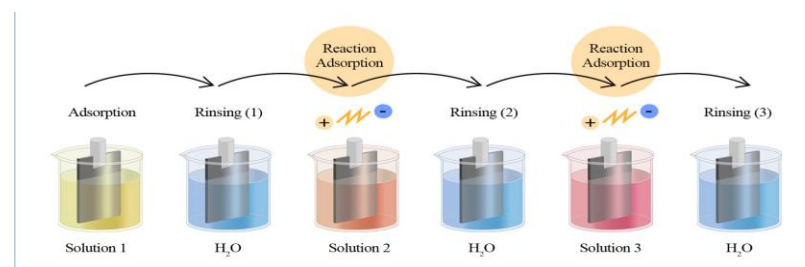 Reaction
Adsorption
Reaction
Adsorption
Adsorption
Rinsing (1)
+
-
Rinsing (2)
+
-
Rinsing (3)
Solution 1
H₂O
Solution 2
H₂O
Solution 3
H₂O